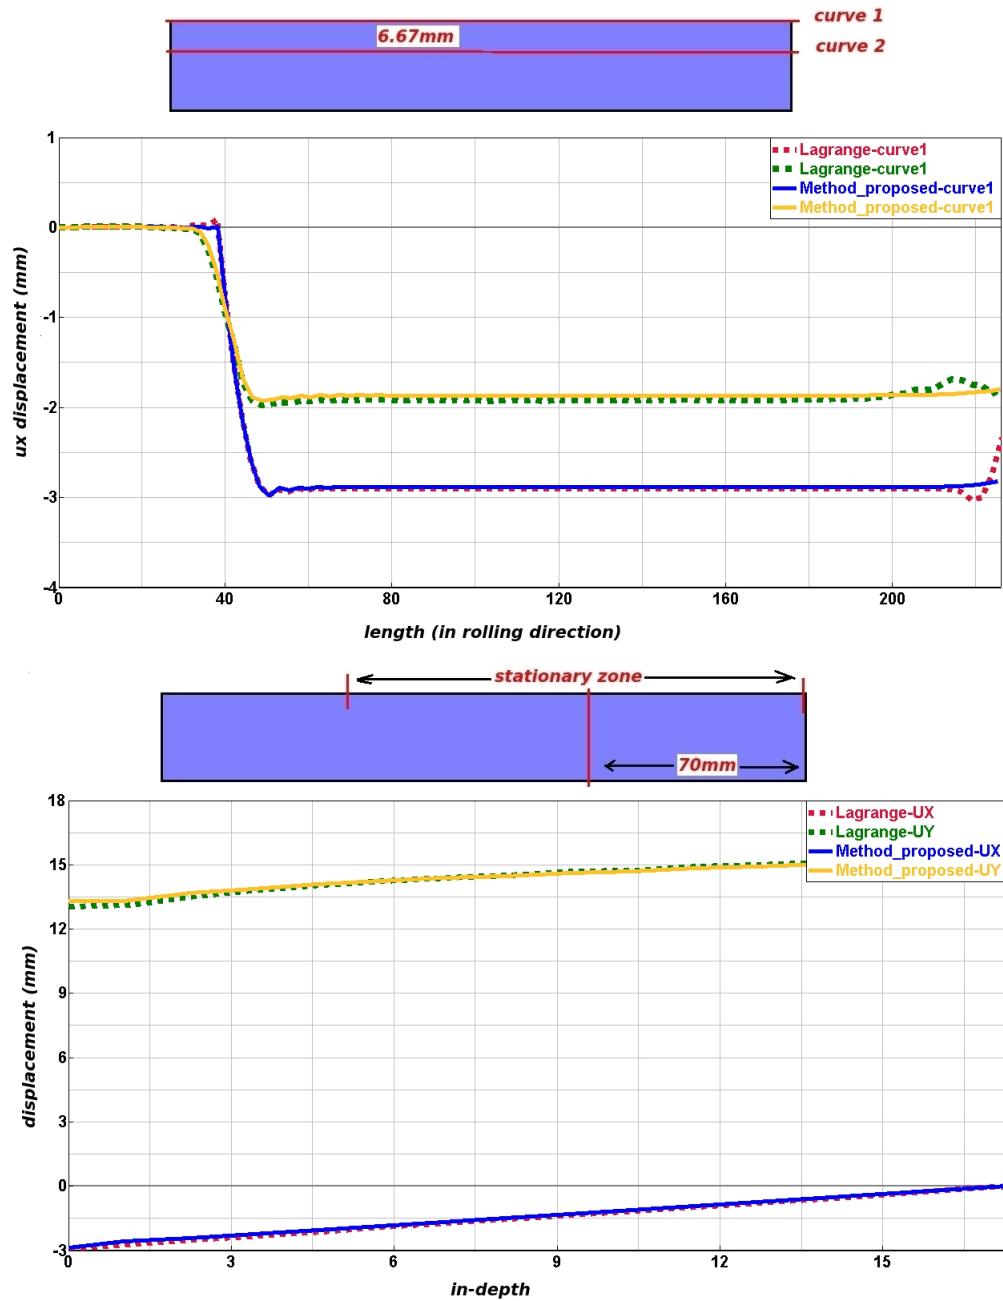 curve 1
6.67mm
curve 2
1
0
-1
-2
-3
-4
ux displacement (mm)
Lagrange-curve1
Lagrange-curve1
Method_proposed-curve1
Method_proposed-curve1
0 40 80 120 160 200
length (in rolling direction)
stationary zone
70mm
18
15
12
9
6
3
0
-3
displacement (mm)
Lagrange-UX
Lagrange-UY
Method_proposed-UX
Method_proposed-UY
0 3 6 9 12 15
in-depth